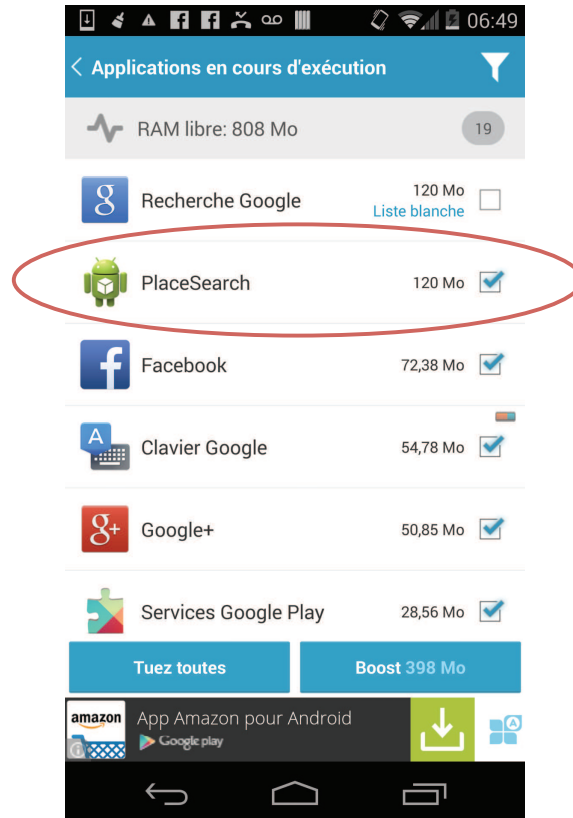 06:49
Applications en cours d'exécution
RAM libre: 808 Mo
19
Recherche Google
120 Mo
Liste blanche
PlaceSearch
120 Mo
Facebook
72,38 Mo
A
Clavier Google
54,78 Mo
Google+
50,85 Mo
Services Google Play
28,56 Mo
Tuez toutes
Boost 398 Mo
amazon
App Amazon pour Android
Google play